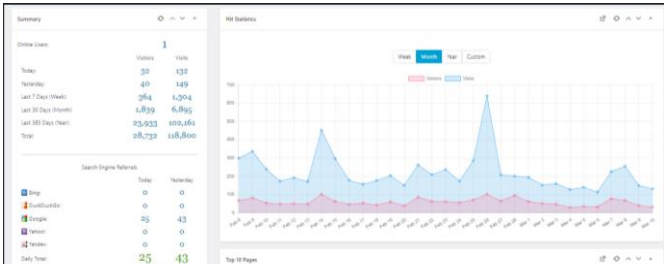 Summary
Online Users: 1
Visitors Visits
Today: 32 132
Yesterday: 40 149
Last 7 Days (Week): 364 1,304
Last 30 Days (Month): 1,839 6,895
Last 365 Days (Year): 23,933 102,161
Total: 28,732 118,800
Search Engine Referrals
Today Yesterday
Bing: 0 0
DuckDuckGo: 0 0
Google: 25 43
Yahoo!: 0 0
Yandex: 0 0
Daily Total: 25 43
Hit Statistics
Week Month Year Custom
Visitors Visits
700
600
500
400
300
200
100
0
Top 10 Pages